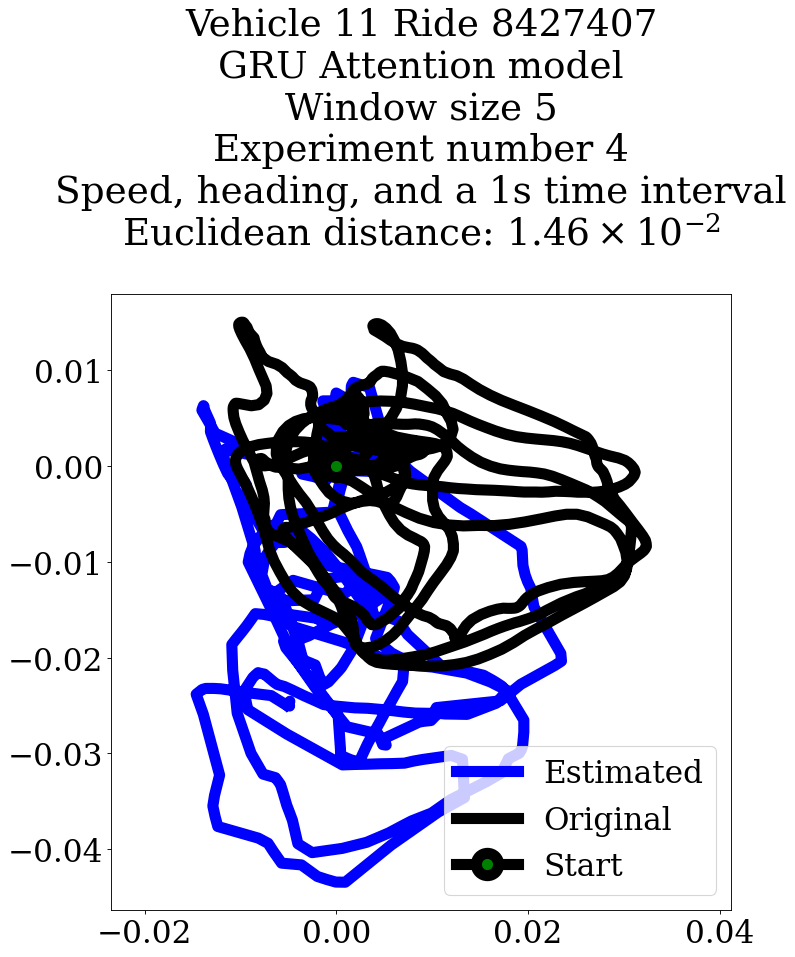 Vehicle 11 Ride 8427407
GRU Attention model
Window size 5
Experiment number 4
Speed, heading, and a 1s time interval
Euclidean distance: 1.46 × 10⁻²
0.01
0.00
−0.01
−0.02
−0.03
−0.04
Estimated
Original
Start
−0.02 0.00 0.02 0.04